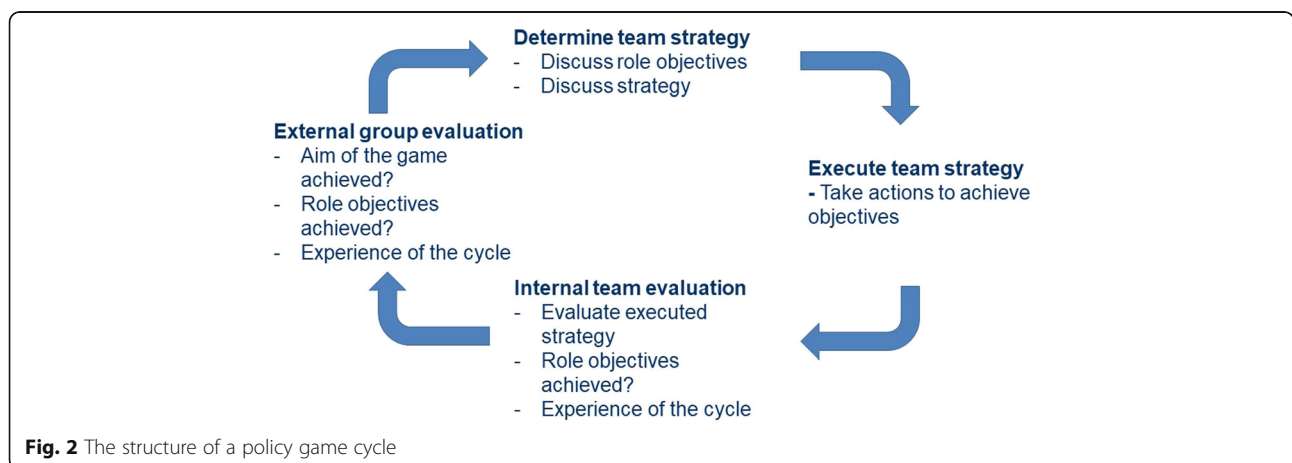 Determine team strategy
- Discuss role objectives
- Discuss strategy
Execute team strategy
- Take actions to achieve
objectives
Internal team evaluation
- Evaluate executed
strategy
- Role objectives
achieved?
- Experience of the cycle
External group evaluation
- Aim of the game
achieved?
- Role objectives
achieved?
- Experience of the cycle
Fig. 2 The structure of a policy game cycle